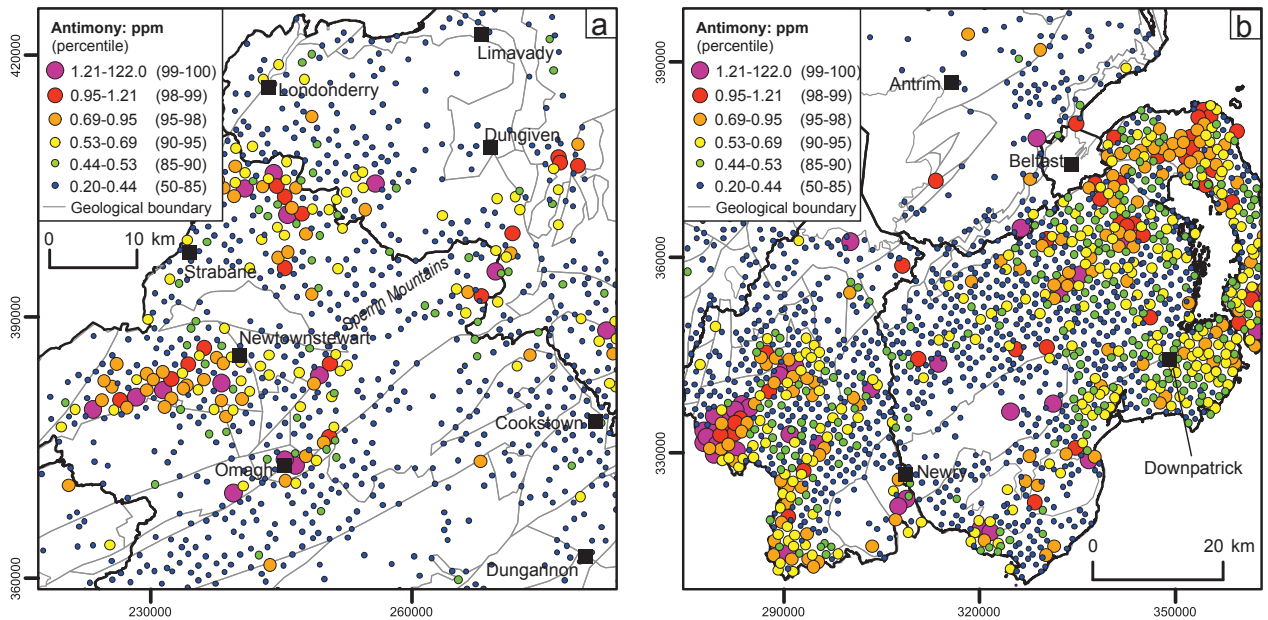 a
Antimony: ppm
(percentile)
1.21-122.0 (99-100)
0.95-1.21 (98-99)
0.69-0.95 (95-98)
0.53-0.69 (90-95)
0.44-0.53 (85-90)
0.20-0.44 (50-85)
Geological boundary
0 10 km
420000
390000
360000
230000 260000
Limavady
Londonderry
Dungiven
Strabane
Sperrin Mountains
Newtownstewart
Cookstown
Omagh
Dungannon
b
Antimony: ppm
(percentile)
1.21-122.0 (99-100)
0.95-1.21 (98-99)
0.69-0.95 (95-98)
0.53-0.69 (90-95)
0.44-0.53 (85-90)
0.20-0.44 (50-85)
Geological boundary
390000
360000
330000
290000 320000 350000
Antrim
Belfast
Newry
Downpatrick
0 20 km